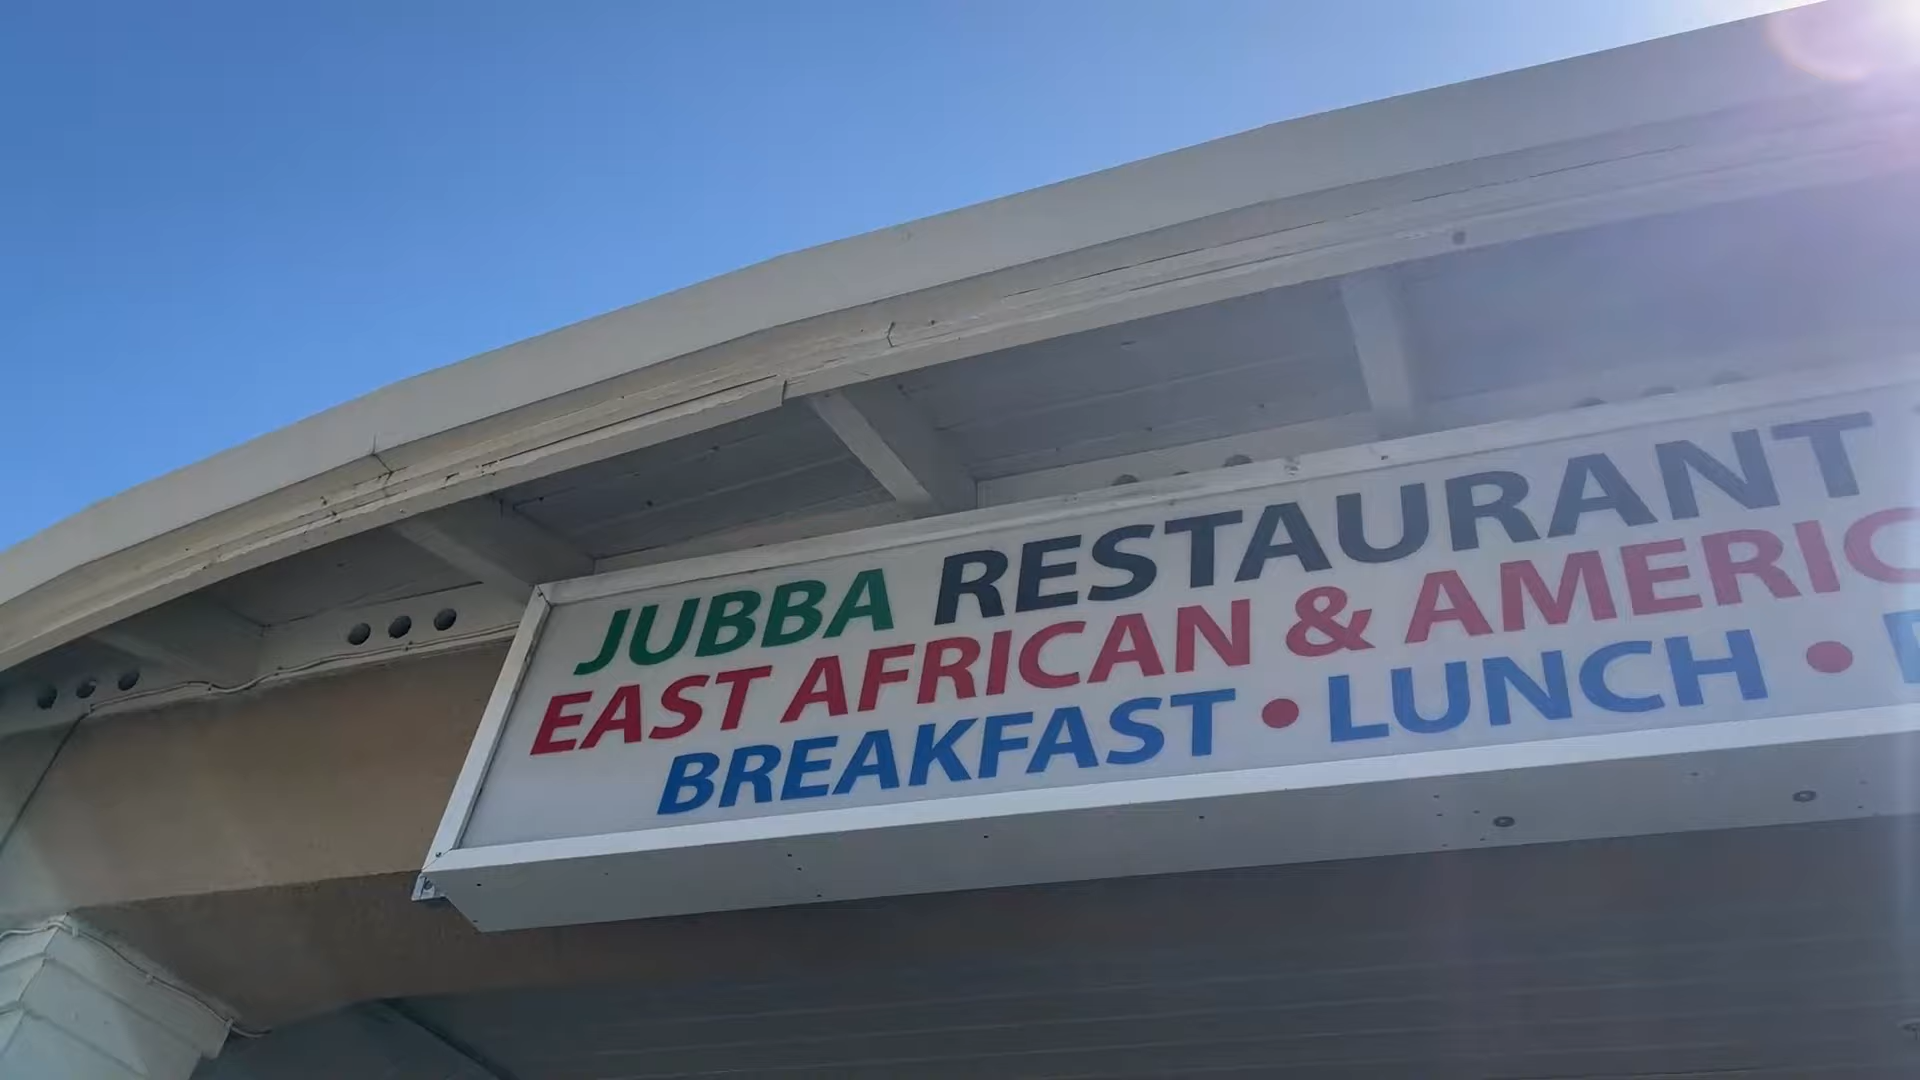 JUBBA RESTAURANT
EAST AFRICAN & AMERIC
BREAKFAST • LUNCH •